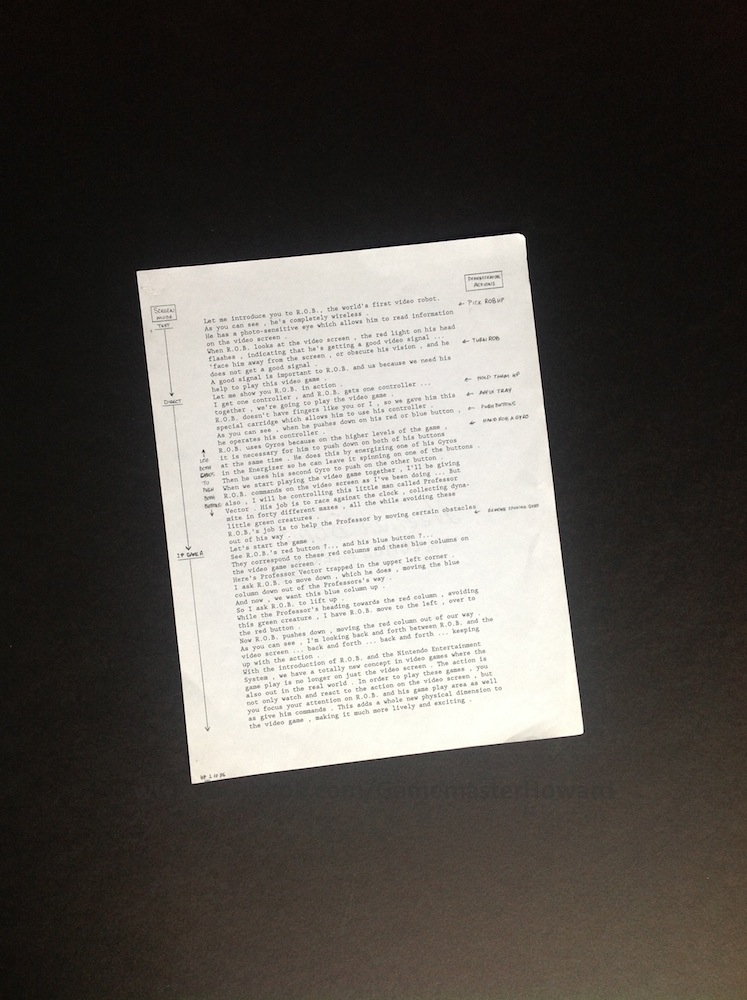 SCREEN
MODE
TEST
DIRECT
USE
BOTH
HANDS
TO
PUSH
BOTH
BUTTONS
1P GAME A
DEMONSTRATOR
ACTIONS
← PICK ROB UP
← TURN ROB
← HOLD THEM UP
← APPLY TRAY
← PUSH BUTTONS
← HAND ROB A GYRO
← REMOVE SPINNING GYRO
Let me introduce you to R.O.B., the world's first video robot.
As you can see , he's completely wireless .
He has a photo-sensitive eye which allows him to read information
on the video screen .
When R.O.B. looks at the video screen , the red light on his head
flashes , indicating that he's getting a good video signal ...
'face him away from the screen , or obscure his vision , and he
does not get a good signal .
A good signal is important to R.O.B. and us because we need his
help to play this video game .
Let me show you R.O.B. in action .
I get one controller , and R.O.B. gets one controller ...
together , we're going to play the video game .
R.O.B. doesn't have fingers like you or I , so we gave him this
special carridge which allows him to use his controller .
As you can see , when he pushes down on his red or blue button ,
he operates his controller .
R.O.B. uses Gyros because on the higher levels of the game ,
it is necessary for him to push down on both of his buttons
at the same time . He does this by energizing one of his Gyros
in the Energizer so he can leave it spinning on one of the buttons .
Then he uses his second Gyro to push on the other button .
When we start playing the video game together , I'll be giving
R.O.B. commands on the video screen as I've been doing ... But
also , I will be controlling this little man called Professor
Vector . His job is to race against the clock , collecting dyna-
mite in forty different mazes , all the while avoiding these
little green creatures .
R.O.B.'s job is to help the Professor by moving certain obstacles
out of his way .
Let's start the game .
See R.O.B.'s red button ?.., and his blue button ?...
They correspond to these red columns and these blue columns on
the video screen .
Here's Professor Vector trapped in the upper left corner .
I ask R.O.B. to move down , which he does , moving the blue
column down out of the Professors's way .
And now , we want this blue column up .
So I ask R.O.B. to lift up .
While the Professor's heading towards the red column , avoiding
this green creature , I have R.O.B. move to the left , over to
the red button .
Now R.O.B. pushes down , moving the red column out of our way .
As you can see , I'm looking back and forth between R.O.B. and the
video screen ... back and forth ... back and forth ... keeping
up with the action .
With the introduction of R.O.B. and the Nintendo Entertainment
System , we have a totally new concept in video games where the
game play is no longer on just the video screen . The action is
also out in the real world . In order to play these games , you
not only watch and react to the action on the video screen , but
you focus your attention on R.O.B. and his game play area as well
as give him commands . This adds a whole new physical dimension to
the video game , making it much more lively and exciting .
.com/GamemasterHoward